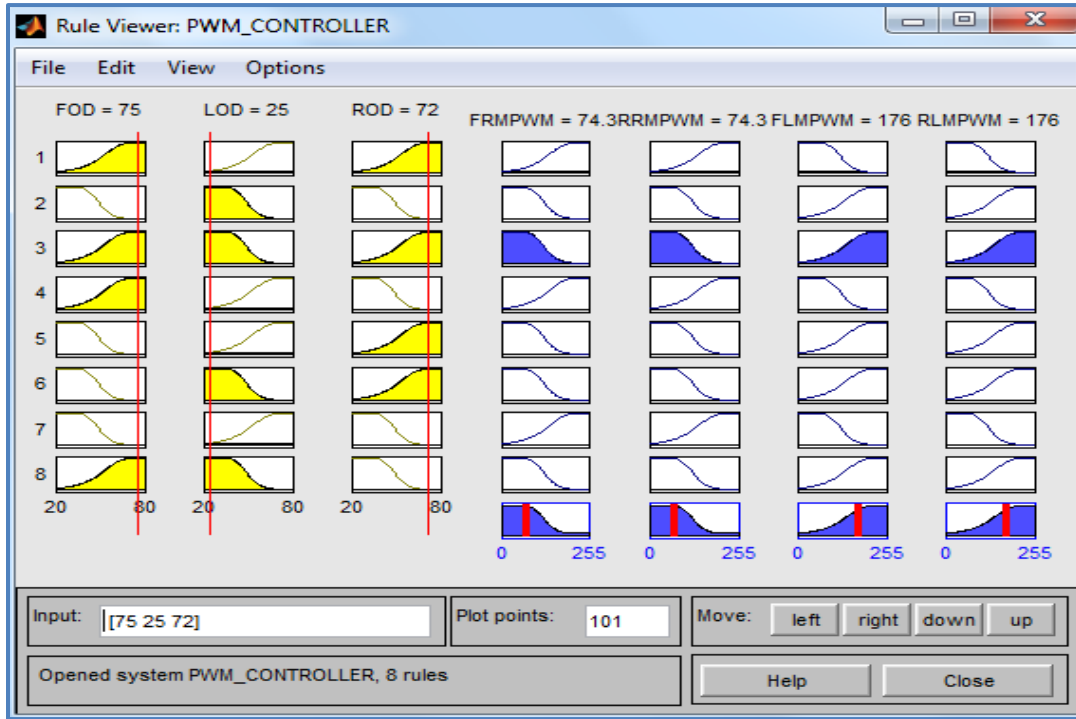 Rule Viewer: PWM_CONTROLLER
File Edit View Options
FOD = 75 LOD = 25 ROD = 72 FRMPWM = 74.3RRMPWM = 74.3 FLMPWM = 176 RLMPWM = 176
1
2
3
4
5
6
7
8
20 80 20 80 20 80
0 255 0 255 0 255 0 255
Input: [75 25 72] Plot points: 101 Move: left right down up
Opened system PWM_CONTROLLER, 8 rules Help Close